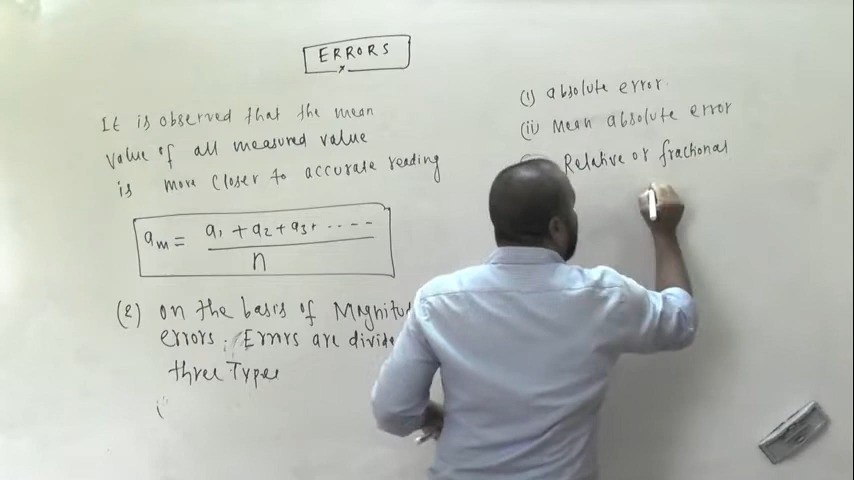 ERRORS
It is observed that the mean
value of all measured value
is more closer to accurate reading
am = a1 + a2 + a3 + .....
n
(2) on the basis of Magnitud
errors; Errors are divide
three Types
(i) absolute error
(ii) Mean absolute error
Relative or fractional